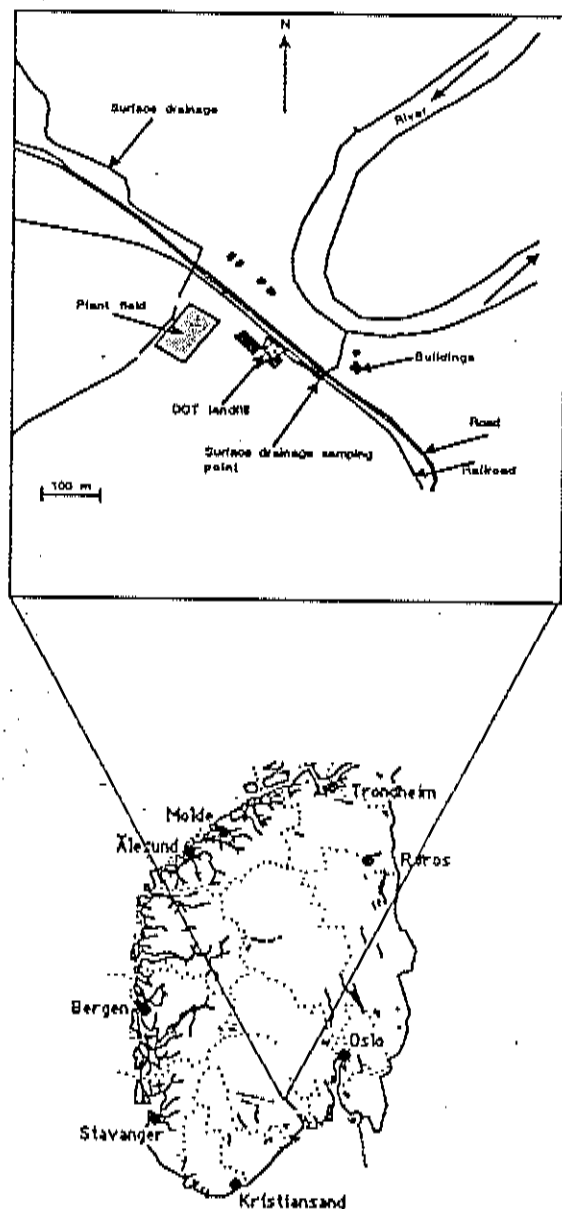 N
Surface drainage
River
Plant field
DDT landfill
Buildings
Surface drainage samping
point
Road
Railroad
100 m
Trondheim
Molde
Ålesund
Røros
Bergen
Oslo
Stavanger
Kristiansand